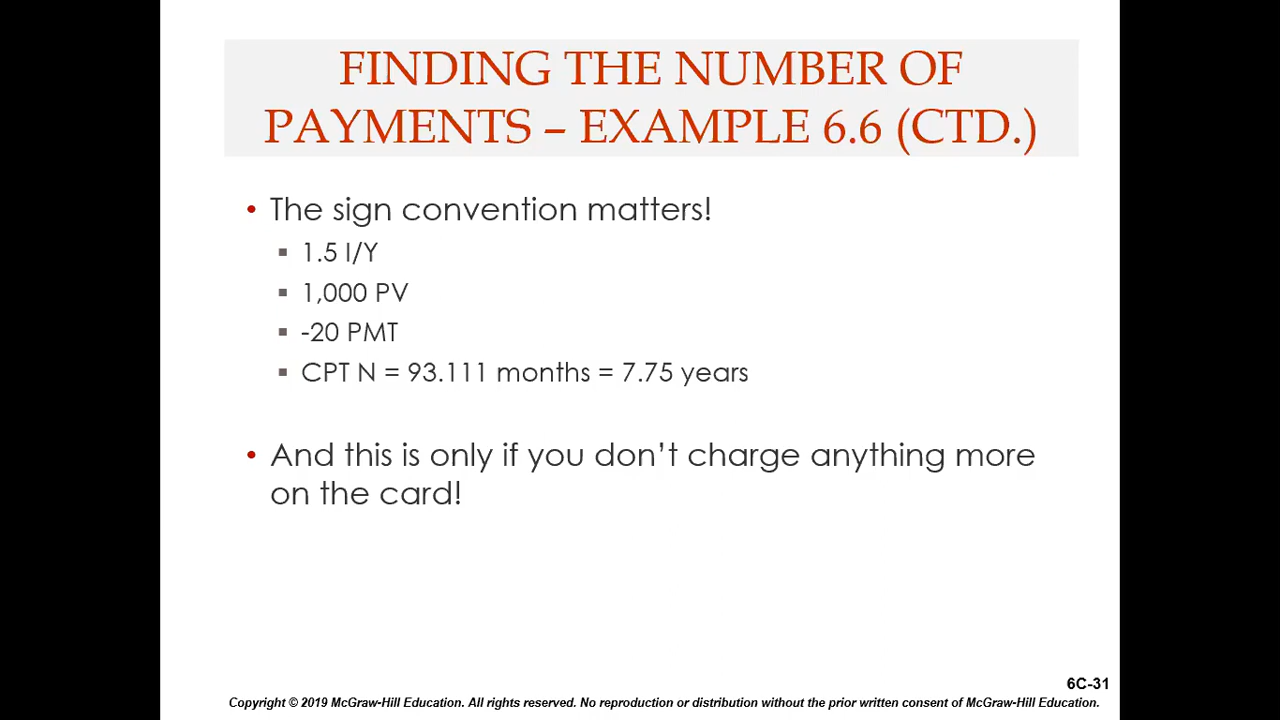 FINDING THE NUMBER OF
PAYMENTS – EXAMPLE 6.6 (CTD.)
• The sign convention matters!
▪ 1.5 I/Y
▪ 1,000 PV
▪ -20 PMT
▪ CPT N = 93.111 months = 7.75 years
• And this is only if you don’t charge anything more
on the card!
6C-31
Copyright © 2019 McGraw-Hill Education. All rights reserved. No reproduction or distribution without the prior written consent of McGraw-Hill Education.